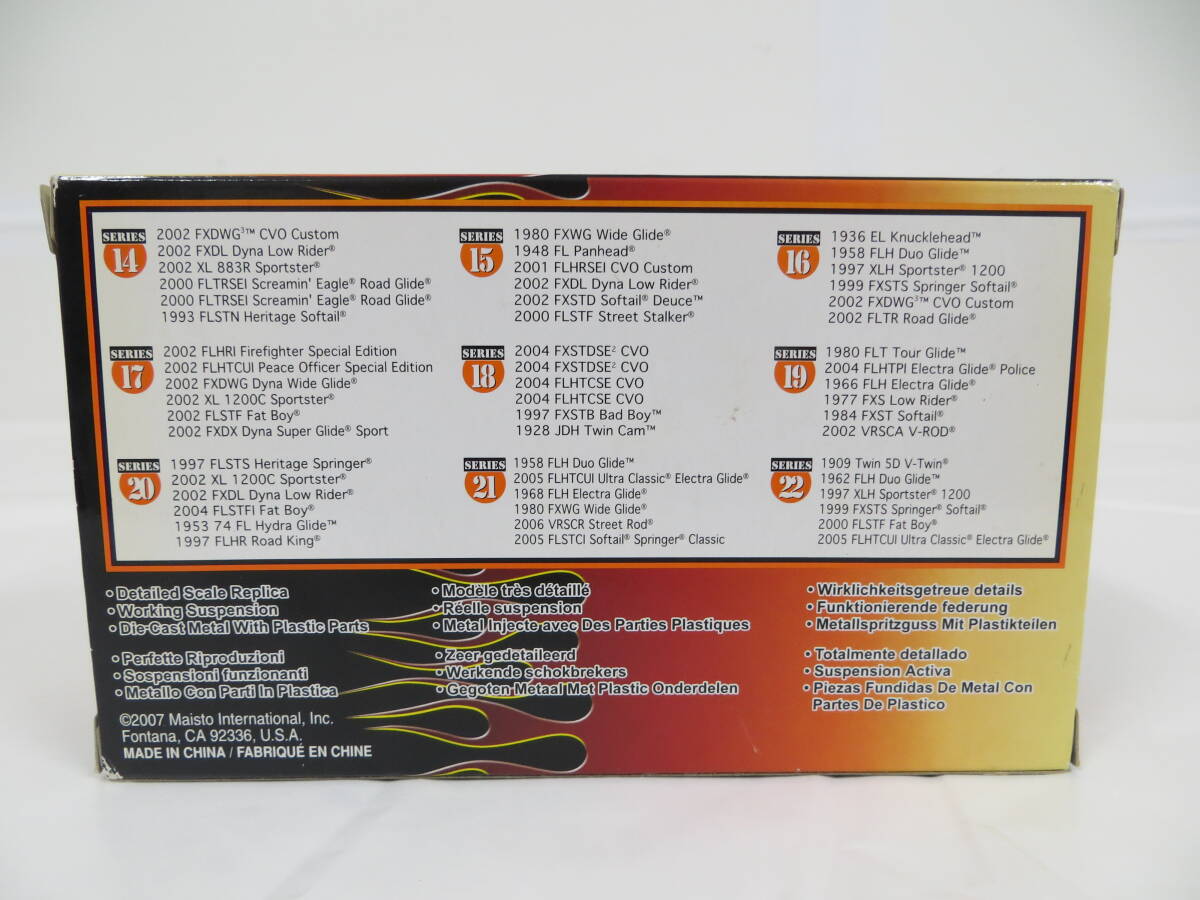 SERIES 14
2002 FXDWG³™ CVO Custom
2002 FXDL Dyna Low Rider®
2002 XL 883R Sportster®
2000 FLTRSEI Screamin' Eagle® Road Glide®
2000 FLTRSEI Screamin' Eagle® Road Glide®
1993 FLSTN Heritage Softail®
SERIES 15
1980 FXWG Wide Glide®
1948 FL Panhead®
2001 FLHRSEI CVO Custom
2002 FXDL Dyna Low Rider®
2002 FXSTD Softail® Deuce™
2000 FLSTF Street Stalker®
SERIES 16
1936 EL Knucklehead™
1958 FLH Duo Glide®
1997 XLH Sportster® 1200
1999 FXSTS Springer Softail®
2002 FXDWG³™ CVO Custom
2002 FLTR Road Glide®
SERIES 17
2002 FLHRI Firefighter Special Edition
2002 FLHTCUI Peace Officer Special Edition
2002 FXDWG Dyna Wide Glide®
2002 XL 1200C Sportster®
2002 FLSTF Fat Boy®
2002 FXDX Dyna Super Glide® Sport
SERIES 18
2004 FXSTDSE² CVO
2004 FXSTDSE² CVO
2004 FLHTCSE CVO
2004 FLHTCSE CVO
1997 FXSTB Bad Boy™
1928 JDH Twin Cam™
SERIES 19
1980 FLT Tour Glide™
2004 FLHTPI Electra Glide® Police
1966 FLH Electra Glide®
1977 FXS Low Rider®
1984 FXST Softail®
2002 VRSCA V-ROD®
SERIES 20
1997 FLSTS Heritage Springer®
2002 XL 1200C Sportster®
2002 FXDL Dyna Low Rider®
2004 FLSTFI Fat Boy®
1953 74 FL Hydra Glide™
1997 FLHR Road King®
SERIES 21
1958 FLH Duo Glide™
2005 FLHTCUI Ultra Classic® Electra Glide®
1968 FLH Electra Glide®
1980 FXWG Wide Glide®
2006 VRSCR Street Rod®
2005 FLSTCI Softail® Springer® Classic
SERIES 22
1909 Twin 5D V-Twin®
1962 FLH Duo Glide™
1997 XLH Sportster® 1200
1999 FXSTS Springer® Softail®
2000 FLSTF Fat Boy®
2005 FLHTCUI Ultra Classic® Electra Glide®
• Detailed Scale Replica
• Working Suspension
• Die-Cast Metal With Plastic Parts
• Modèle très détaillé
• Réelle suspension
• Metal Injecte avec Des Parties Plastiques
• Wirklichkeitsgetreue details
• Funktionierende federung
• Metallspritzguss Mit Plastikteilen
• Perfette Riproduzioni
• Sospensioni funzionanti
• Metallo Con Parti In Plastica
• Zeer gedetaileerd
• Werkende schokbrekers
• Gegoten Metaal Met Plastic Onderdelen
• Totalmente detallado
• Suspension Activa
• Piezas Fundidas De Metal Con
Partes De Plastico
©2007 Maisto International, Inc.
Fontana, CA 92336, U.S.A.
MADE IN CHINA / FABRIQUÉ EN CHINE